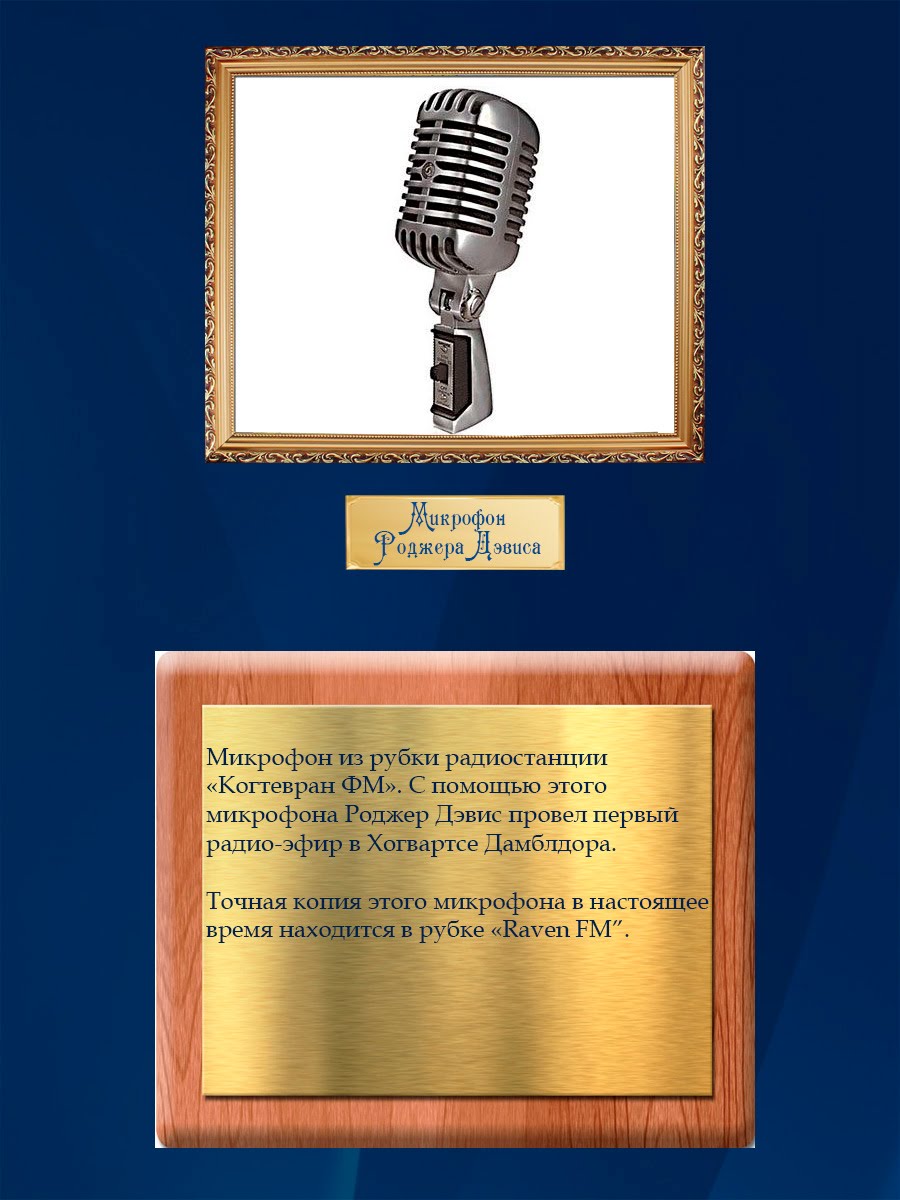 Микрофон
Роджера Дэвиса
Микрофон из рубки радиостанции
«Когтевран ФМ». С помощью этого
микрофона Роджер Дэвис провел первый
радио-эфир в Хогвартсе Дамблдора.
Точная копия этого микрофона в настоящее
время находится в рубке «Raven FM”.